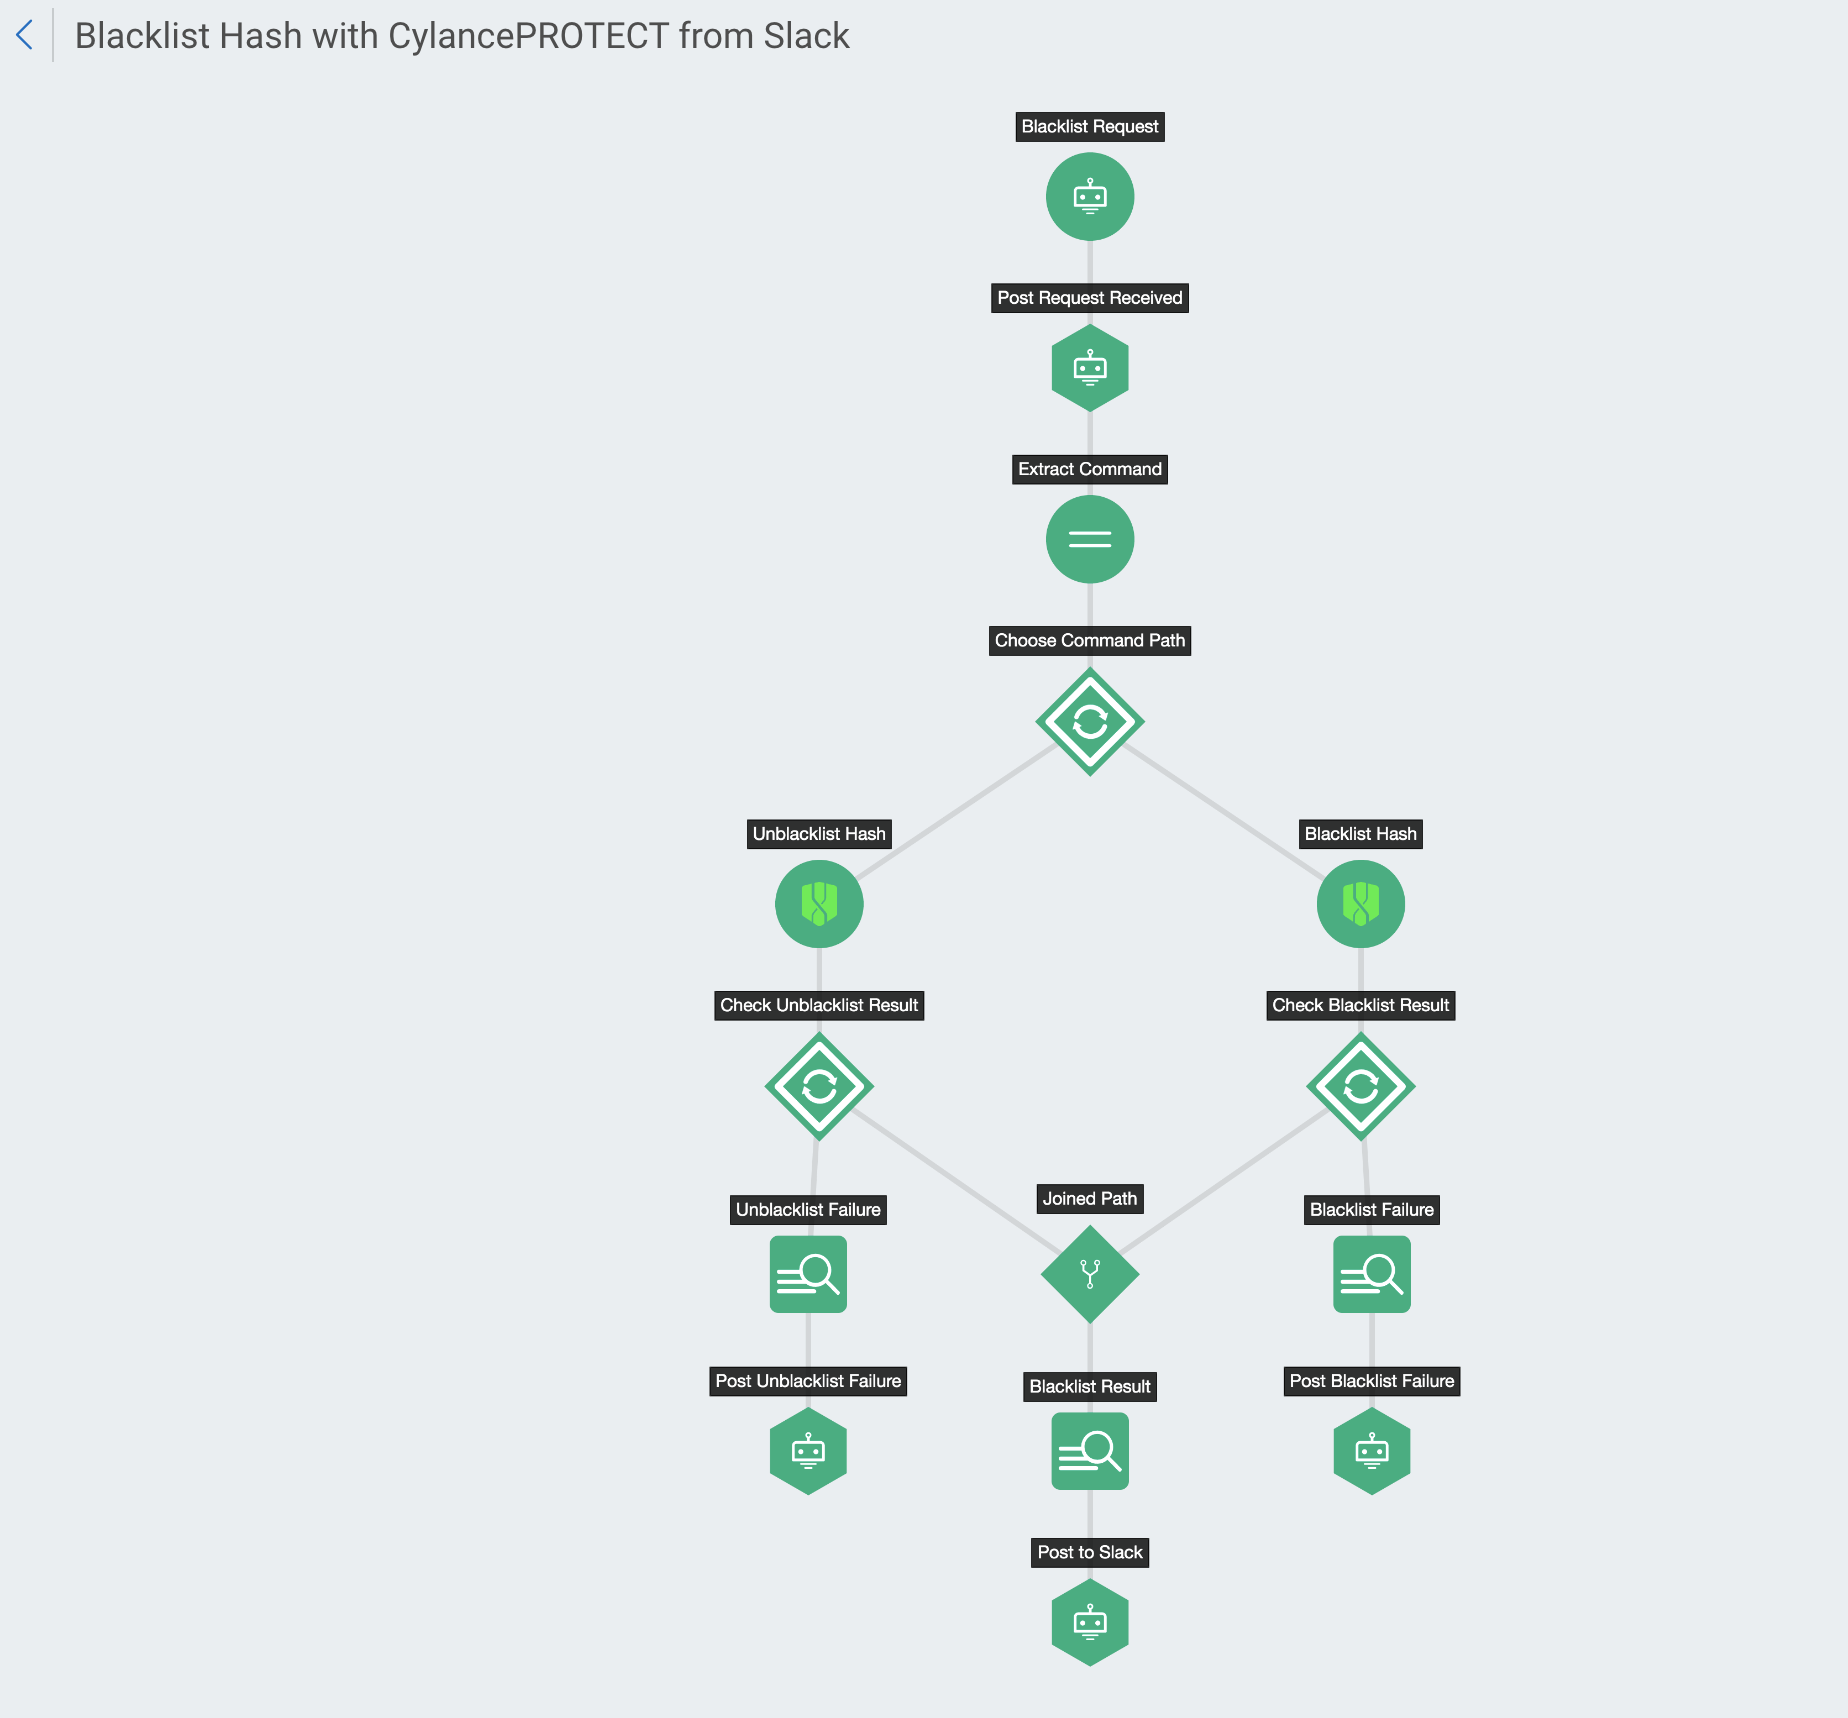 Blacklist Hash with CylancePROTECT from Slack
Blacklist Request
Post Request Received
Extract Command
Choose Command Path
Unblacklist Hash
Blacklist Hash
Check Unblacklist Result
Check Blacklist Result
Joined Path
Unblacklist Failure
Blacklist Failure
Post Unblacklist Failure
Blacklist Result
Post Blacklist Failure
Post to Slack